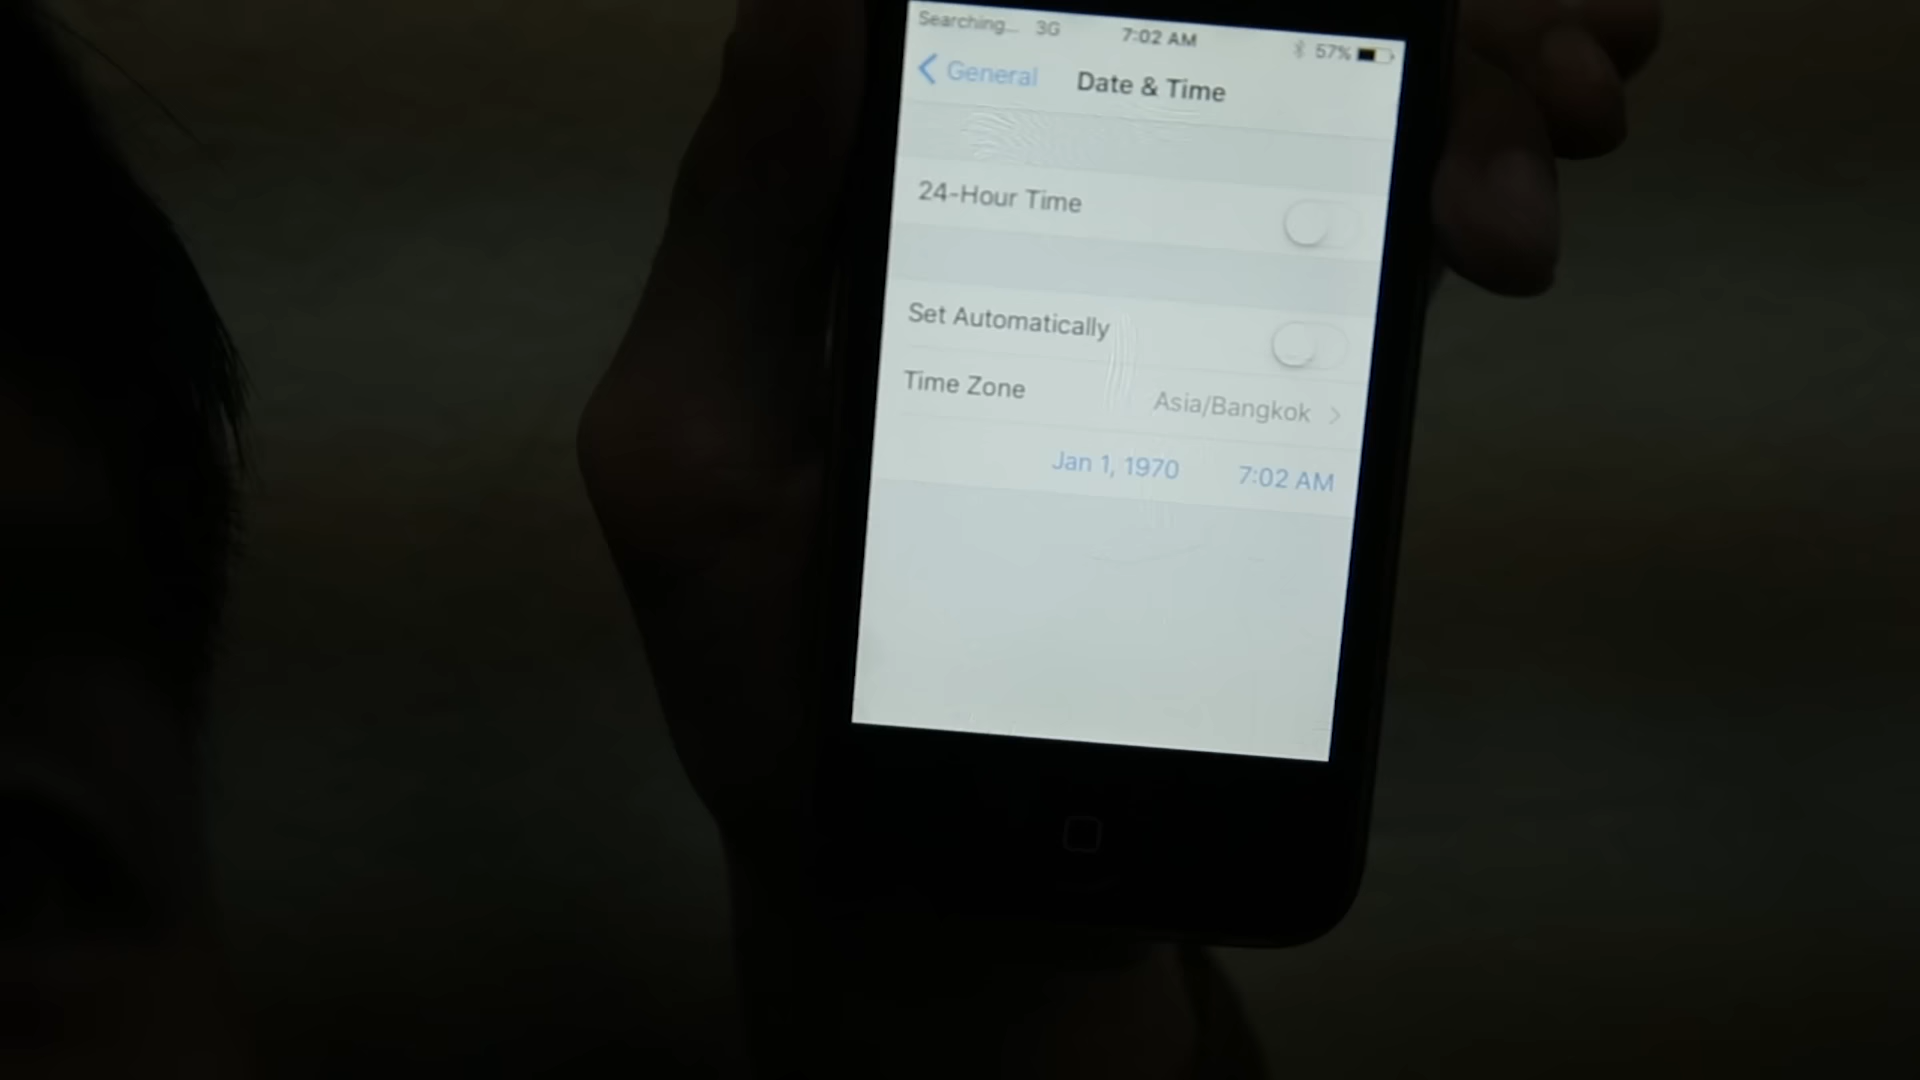 Searching... 3G 7:02 AM 57%
General Date & Time
24-Hour Time
Set Automatically
Time Zone Asia/Bangkok
Jan 1, 1970 7:02 AM